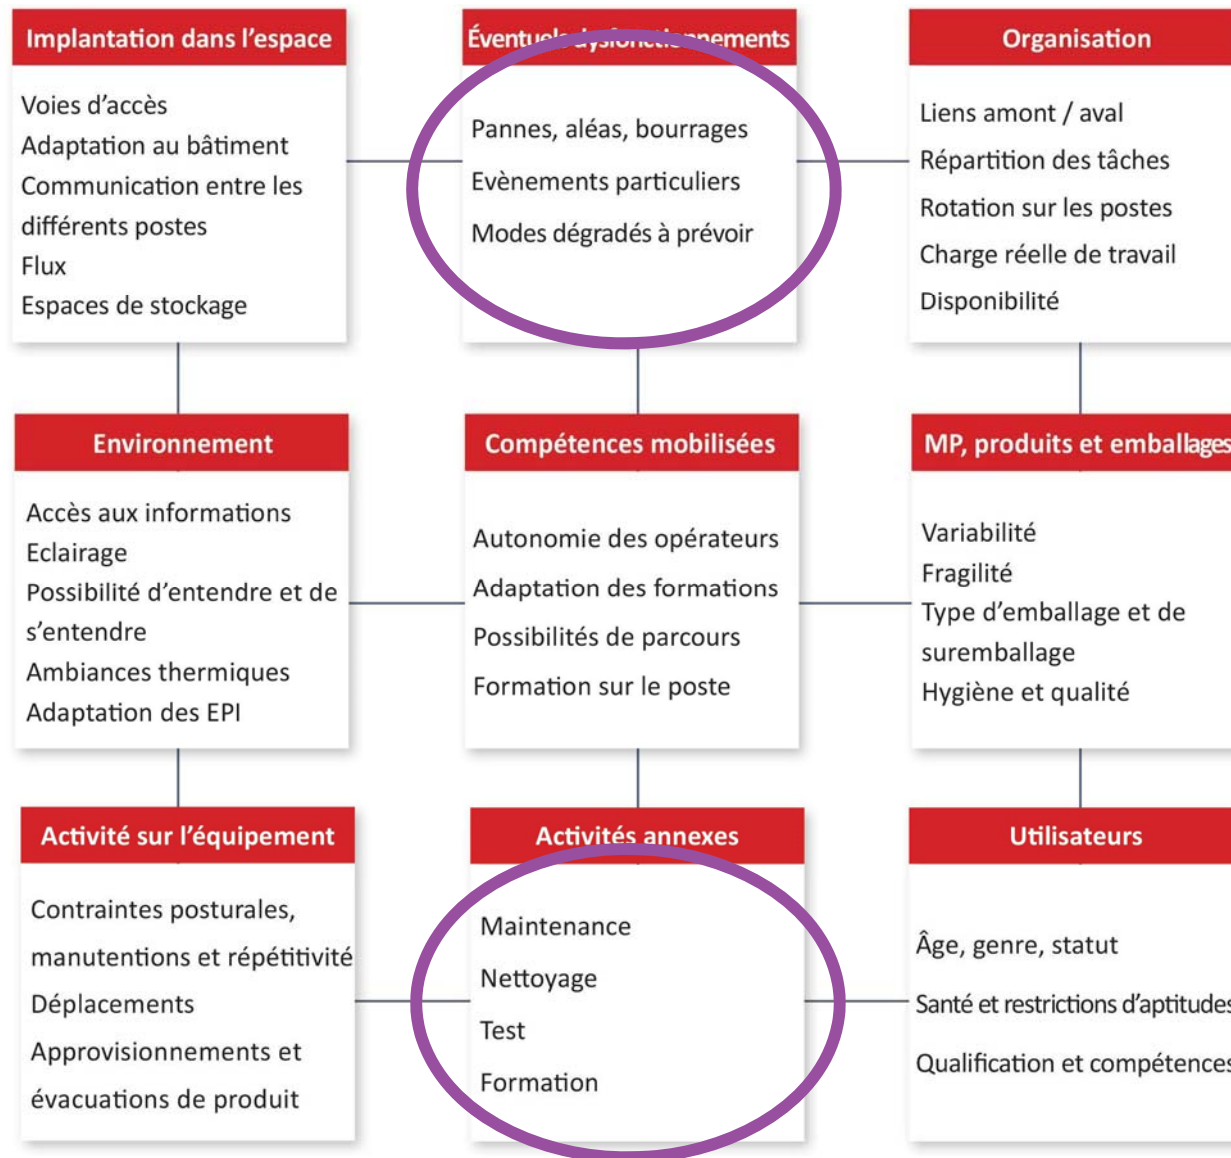 Implantation dans l’espace
Voies d’accès
Adaptation au bâtiment
Communication entre les
différents postes
Flux
Espaces de stockage
Éventuels dysfonctionnements
Pannes, aléas, bourrages
Evènements particuliers
Modes dégradés à prévoir
Organisation
Liens amont / aval
Répartition des tâches
Rotation sur les postes
Charge réelle de travail
Disponibilité
Environnement
Accès aux informations
Eclairage
Possibilité d’entendre et de
s’entendre
Ambiances thermiques
Adaptation des EPI
Compétences mobilisées
Autonomie des opérateurs
Adaptation des formations
Possibilités de parcours
Formation sur le poste
MP, produits et emballages
Variabilité
Fragilité
Type d’emballage et de
suremballage
Hygiène et qualité
Activité sur l’équipement
Contraintes posturales,
manutentions et répétitivité
Déplacements
Approvisionnements et
évacuations de produit
Activités annexes
Maintenance
Nettoyage
Test
Formation
Utilisateurs
Âge, genre, statut
Santé et restrictions d’aptitudes
Qualification et compétences